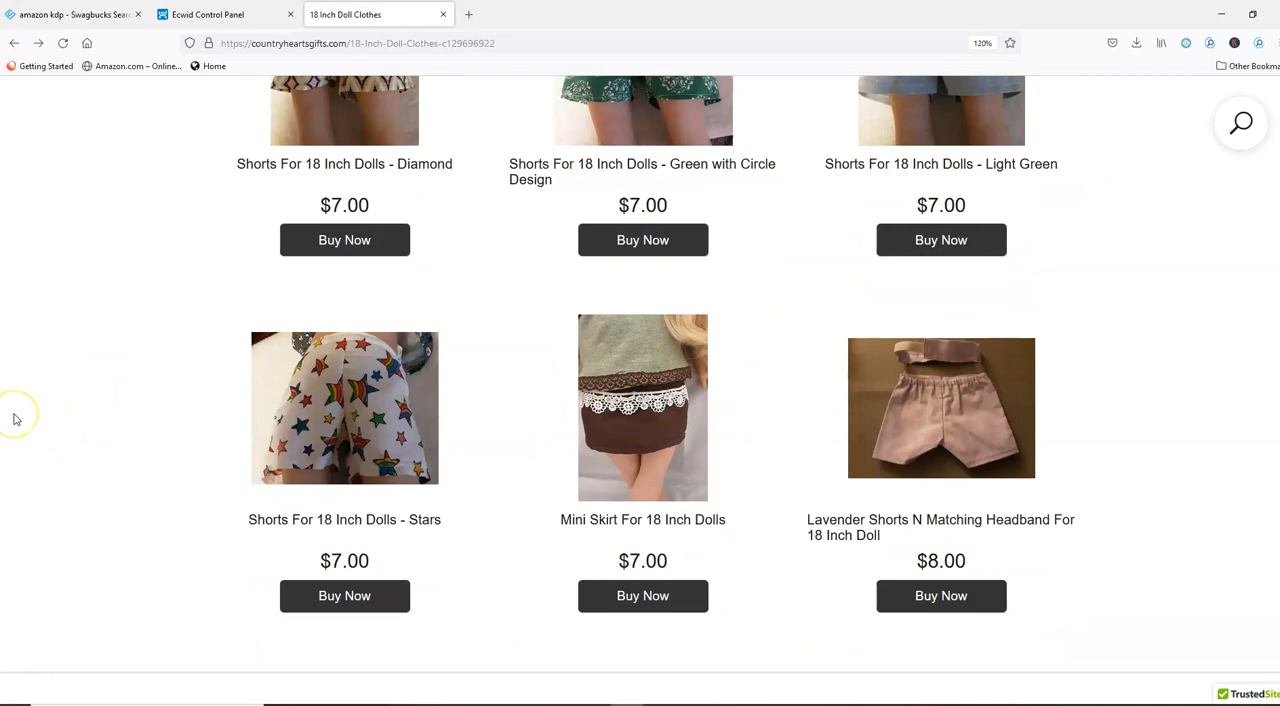 amazon kdp - Swagbucks Sear
Ecwid Control Panel
18 Inch Doll Clothes
https://countryheartsgifts.com/18-Inch-Doll-Clothes-c129696922
120%
Getting Started
Amazon.com – Online...
Home
Other Bookma
Shorts For 18 Inch Dolls - Diamond
$7.00
Buy Now
Shorts For 18 Inch Dolls - Green with Circle
Design
$7.00
Buy Now
Shorts For 18 Inch Dolls - Light Green
$7.00
Buy Now
Shorts For 18 Inch Dolls - Stars
$7.00
Buy Now
Mini Skirt For 18 Inch Dolls
$7.00
Buy Now
Lavender Shorts N Matching Headband For
18 Inch Doll
$8.00
Buy Now
TrustedSite